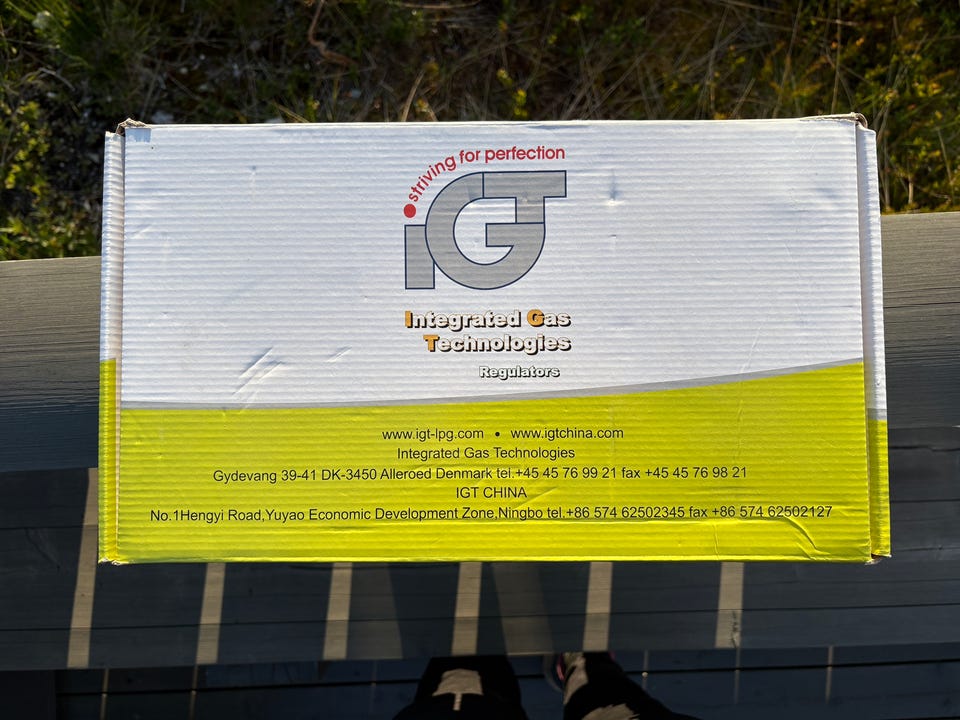 striving for perfection
iGT
Integrated Gas
Technologies
Regulators
www.igt-lpg.com • www.igtchina.com
Integrated Gas Technologies
Gydevang 39-41 DK-3450 Alleroed Denmark tel.+45 45 76 99 21 fax +45 45 76 98 21
IGT CHINA
No.1Hengyi Road,Yuyao Economic Development Zone,Ningbo tel.+86 574 62502345 fax +86 574 62502127